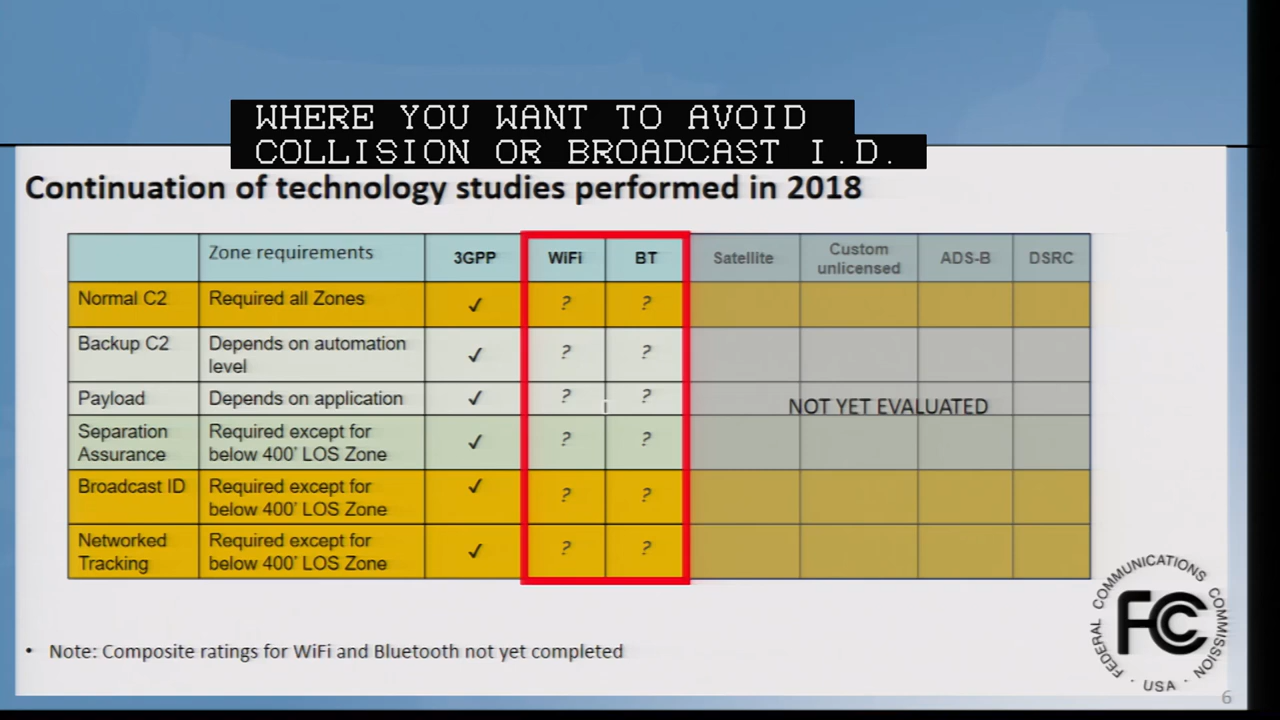 WHERE YOU WANT TO AVOID
COLLISION OR BROADCAST I.D.
Continuation of technology studies performed in 2018
Zone requirements 3GPP WiFi BT Satellite Custom unlicensed ADS-B DSRC
Normal C2 Required all Zones ✓ ? ?
Backup C2 Depends on automation level ✓ ? ?
Payload Depends on application ✓ ? ?
NOT YET EVALUATED
Separation Assurance Required except for below 400' LOS Zone ✓ ? ?
Broadcast ID Required except for below 400' LOS Zone ✓ ? ?
Networked Tracking Required except for below 400' LOS Zone ✓ ? ?
• Note: Composite ratings for WiFi and Bluetooth not yet completed
FEDERAL COMMUNICATIONS COMMISSION · USA ·
FCC
6